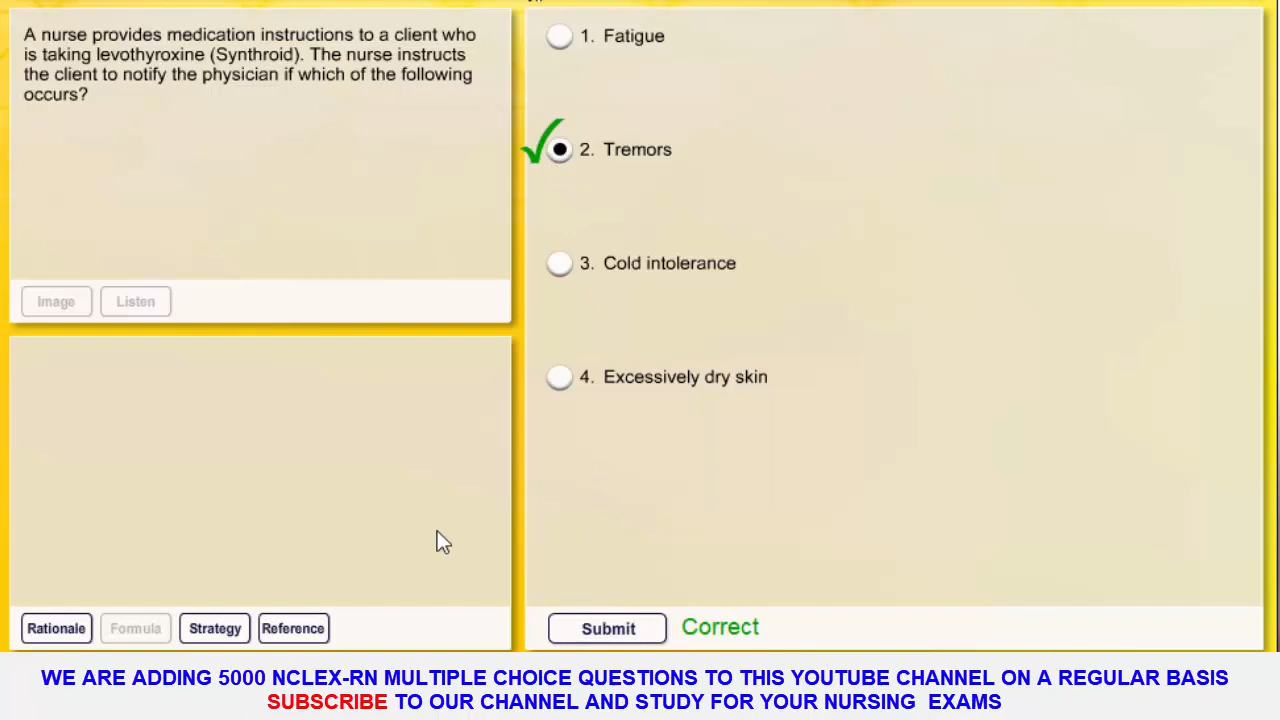 A nurse provides medication instructions to a client who
is taking levothyroxine (Synthroid). The nurse instructs
the client to notify the physician if which of the following
occurs?
Image Listen
1. Fatigue
2. Tremors
3. Cold intolerance
4. Excessively dry skin
Rationale Formula Strategy Reference
Submit Correct
WE ARE ADDING 5000 NCLEX-RN MULTIPLE CHOICE QUESTIONS TO THIS YOUTUBE CHANNEL ON A REGULAR BASIS
SUBSCRIBE TO OUR CHANNEL AND STUDY FOR YOUR NURSING EXAMS